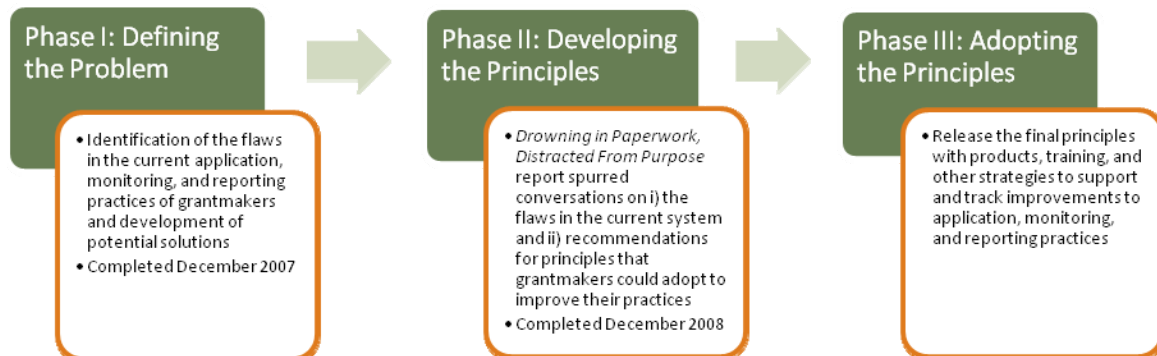 Phase I: Defining
the Problem
• Identification of the flaws
in the current application,
monitoring, and reporting
practices of grantmakers
and development of
potential solutions
• Completed December 2007
Phase II: Developing
the Principles
• Drowning in Paperwork,
Distracted From Purpose
report spurred
conversations on i) the
flaws in the current system
and ii) recommendations
for principles that
grantmakers could adopt to
improve their practices
• Completed December 2008
Phase III: Adopting
the Principles
• Release the final principles
with products, training, and
other strategies to support
and track improvements to
application, monitoring,
and reporting practices